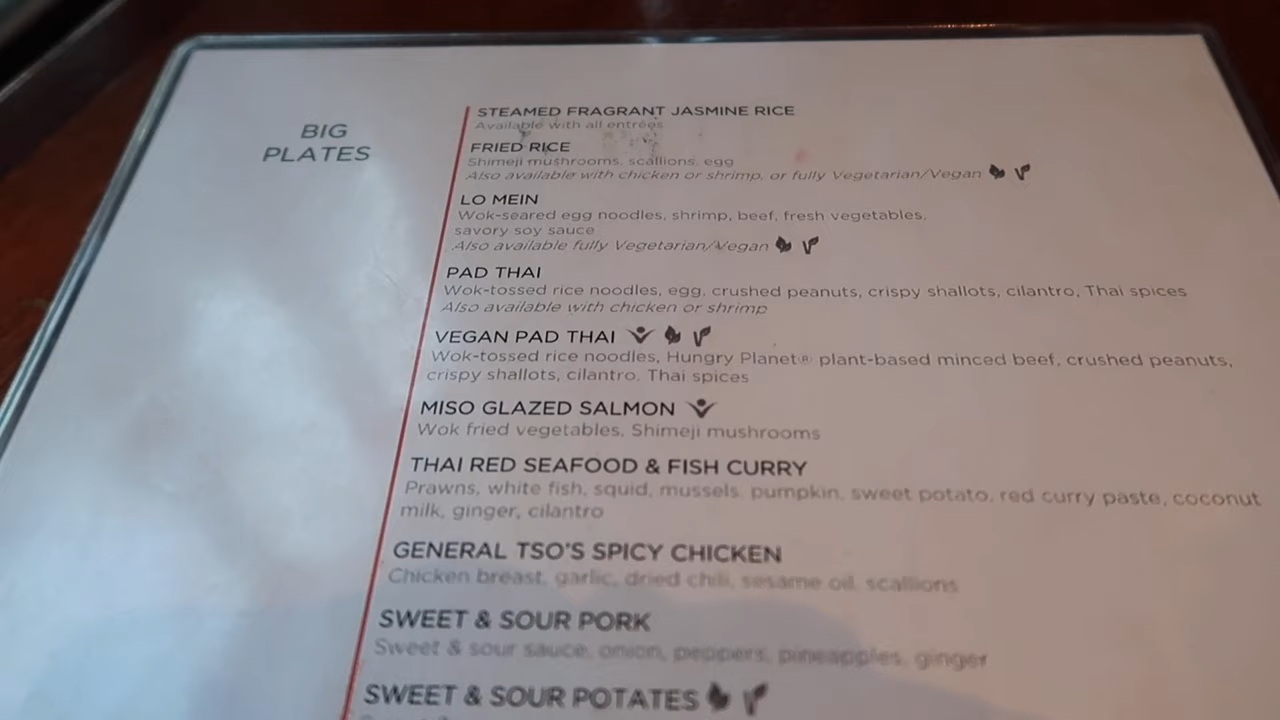 BIG
PLATES
STEAMED FRAGRANT JASMINE RICE
Available with all entrées
FRIED RICE
Shimeji mushrooms, scallions, egg
Also available with chicken or shrimp, or fully Vegetarian/Vegan
LO MEIN
Wok-seared egg noodles, shrimp, beef, fresh vegetables,
savory soy sauce
Also available fully Vegetarian/Vegan
PAD THAI
Wok-tossed rice noodles, egg, crushed peanuts, crispy shallots, cilantro, Thai spices
Also available with chicken or shrimp
VEGAN PAD THAI
Wok-tossed rice noodles, Hungry Planet® plant-based minced beef, crushed peanuts,
crispy shallots, cilantro, Thai spices
MISO GLAZED SALMON
Wok fried vegetables, Shimeji mushrooms
THAI RED SEAFOOD & FISH CURRY
Prawns, white fish, squid, mussels, pumpkin, sweet potato, red curry paste, coconut
milk, ginger, cilantro
GENERAL TSO'S SPICY CHICKEN
Chicken breast, garlic, dried chili, sesame oil, scallions
SWEET & SOUR PORK
Sweet & sour sauce, onion, peppers, pineapples, ginger
SWEET & SOUR POTATES